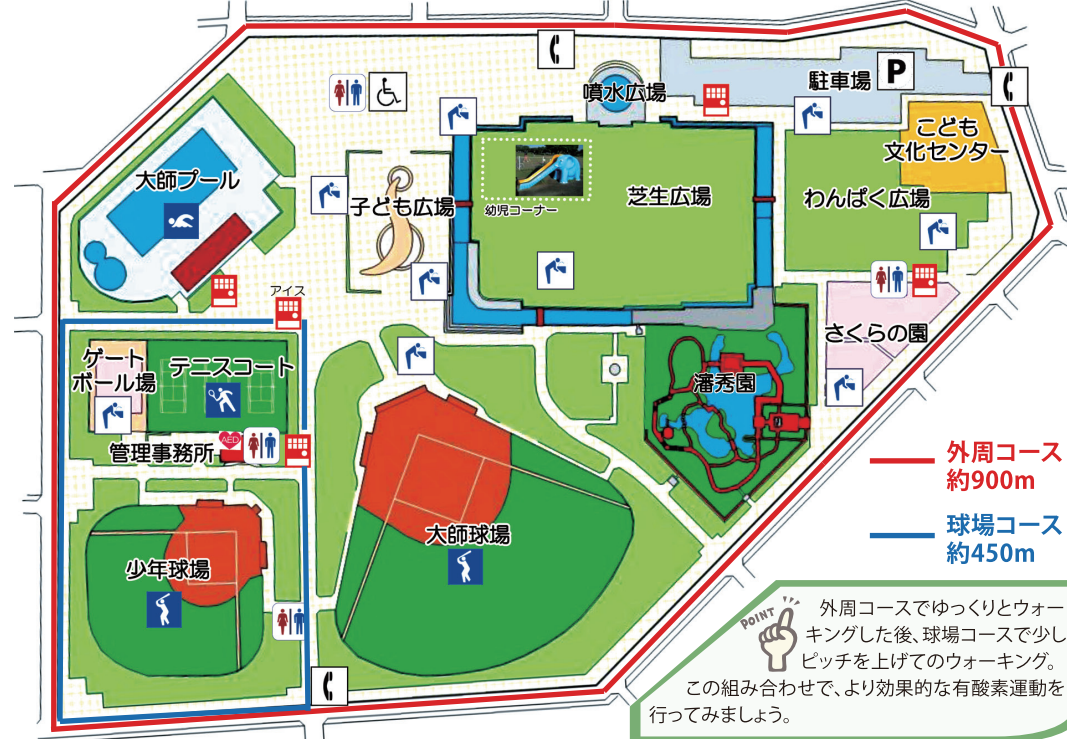 噴水広場
駐車場
P
こども
文化センター
大師プール
子ども広場
幼児コーナー
芝生広場
わんぱく広場
アイス
さくらの園
ゲート
ボール場
テニスコート
瀋秀園
AED
管理事務所
大師球場
少年球場
外周コース
約900m
球場コース
約450m
POINT
外周コースでゆっくりとウォー
キングした後、球場コースで少し
ピッチを上げてのウォーキング。
この組み合わせで、より効果的な有酸素運動を
行ってみましょう。